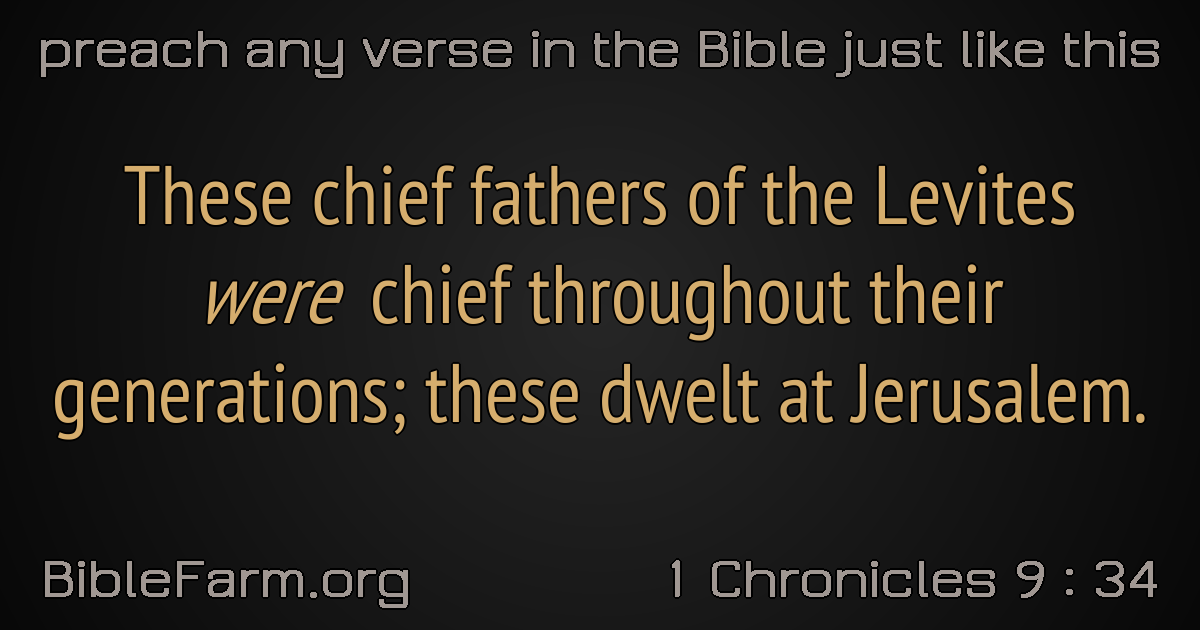 preach any verse in the Bible just like this
These chief fathers of the Levites
were chief throughout their
generations; these dwelt at Jerusalem.
BibleFarm.org
1 Chronicles 9 : 34